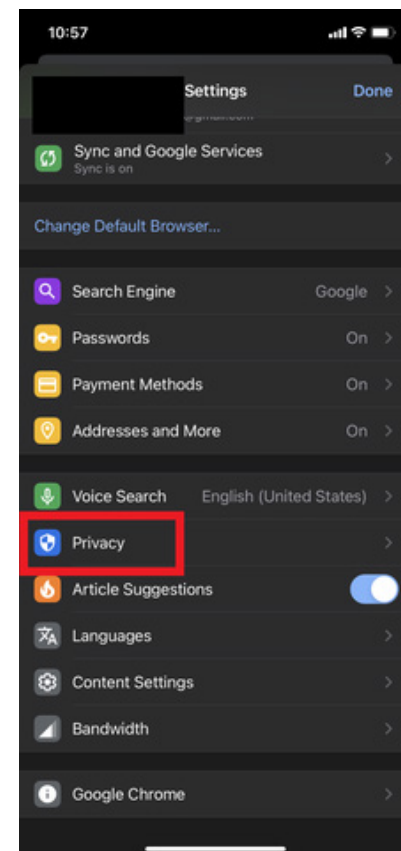 10:57
Settings
Done
Sync and Google Services
Sync is on
Change Default Browser...
Search Engine
Google
Passwords
On
Payment Methods
On
Addresses and More
On
Voice Search
English (United States)
Privacy
Article Suggestions
Languages
Content Settings
Bandwidth
Google Chrome